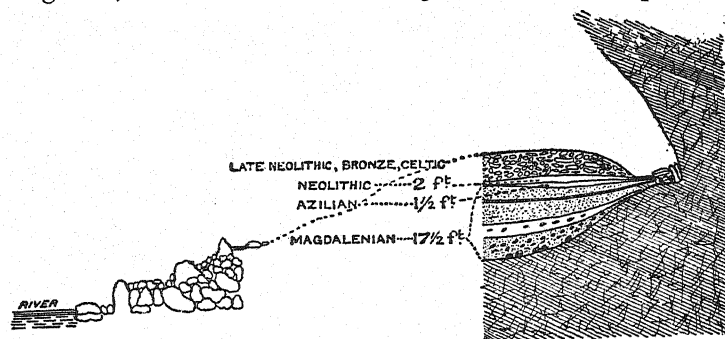 LATE NEOLITHIC, BRONZE, CELTIC
NEOLITHIC 2 ft
AZILIAN 1½ ft
MAGDALENIAN 17½ ft
RIVER